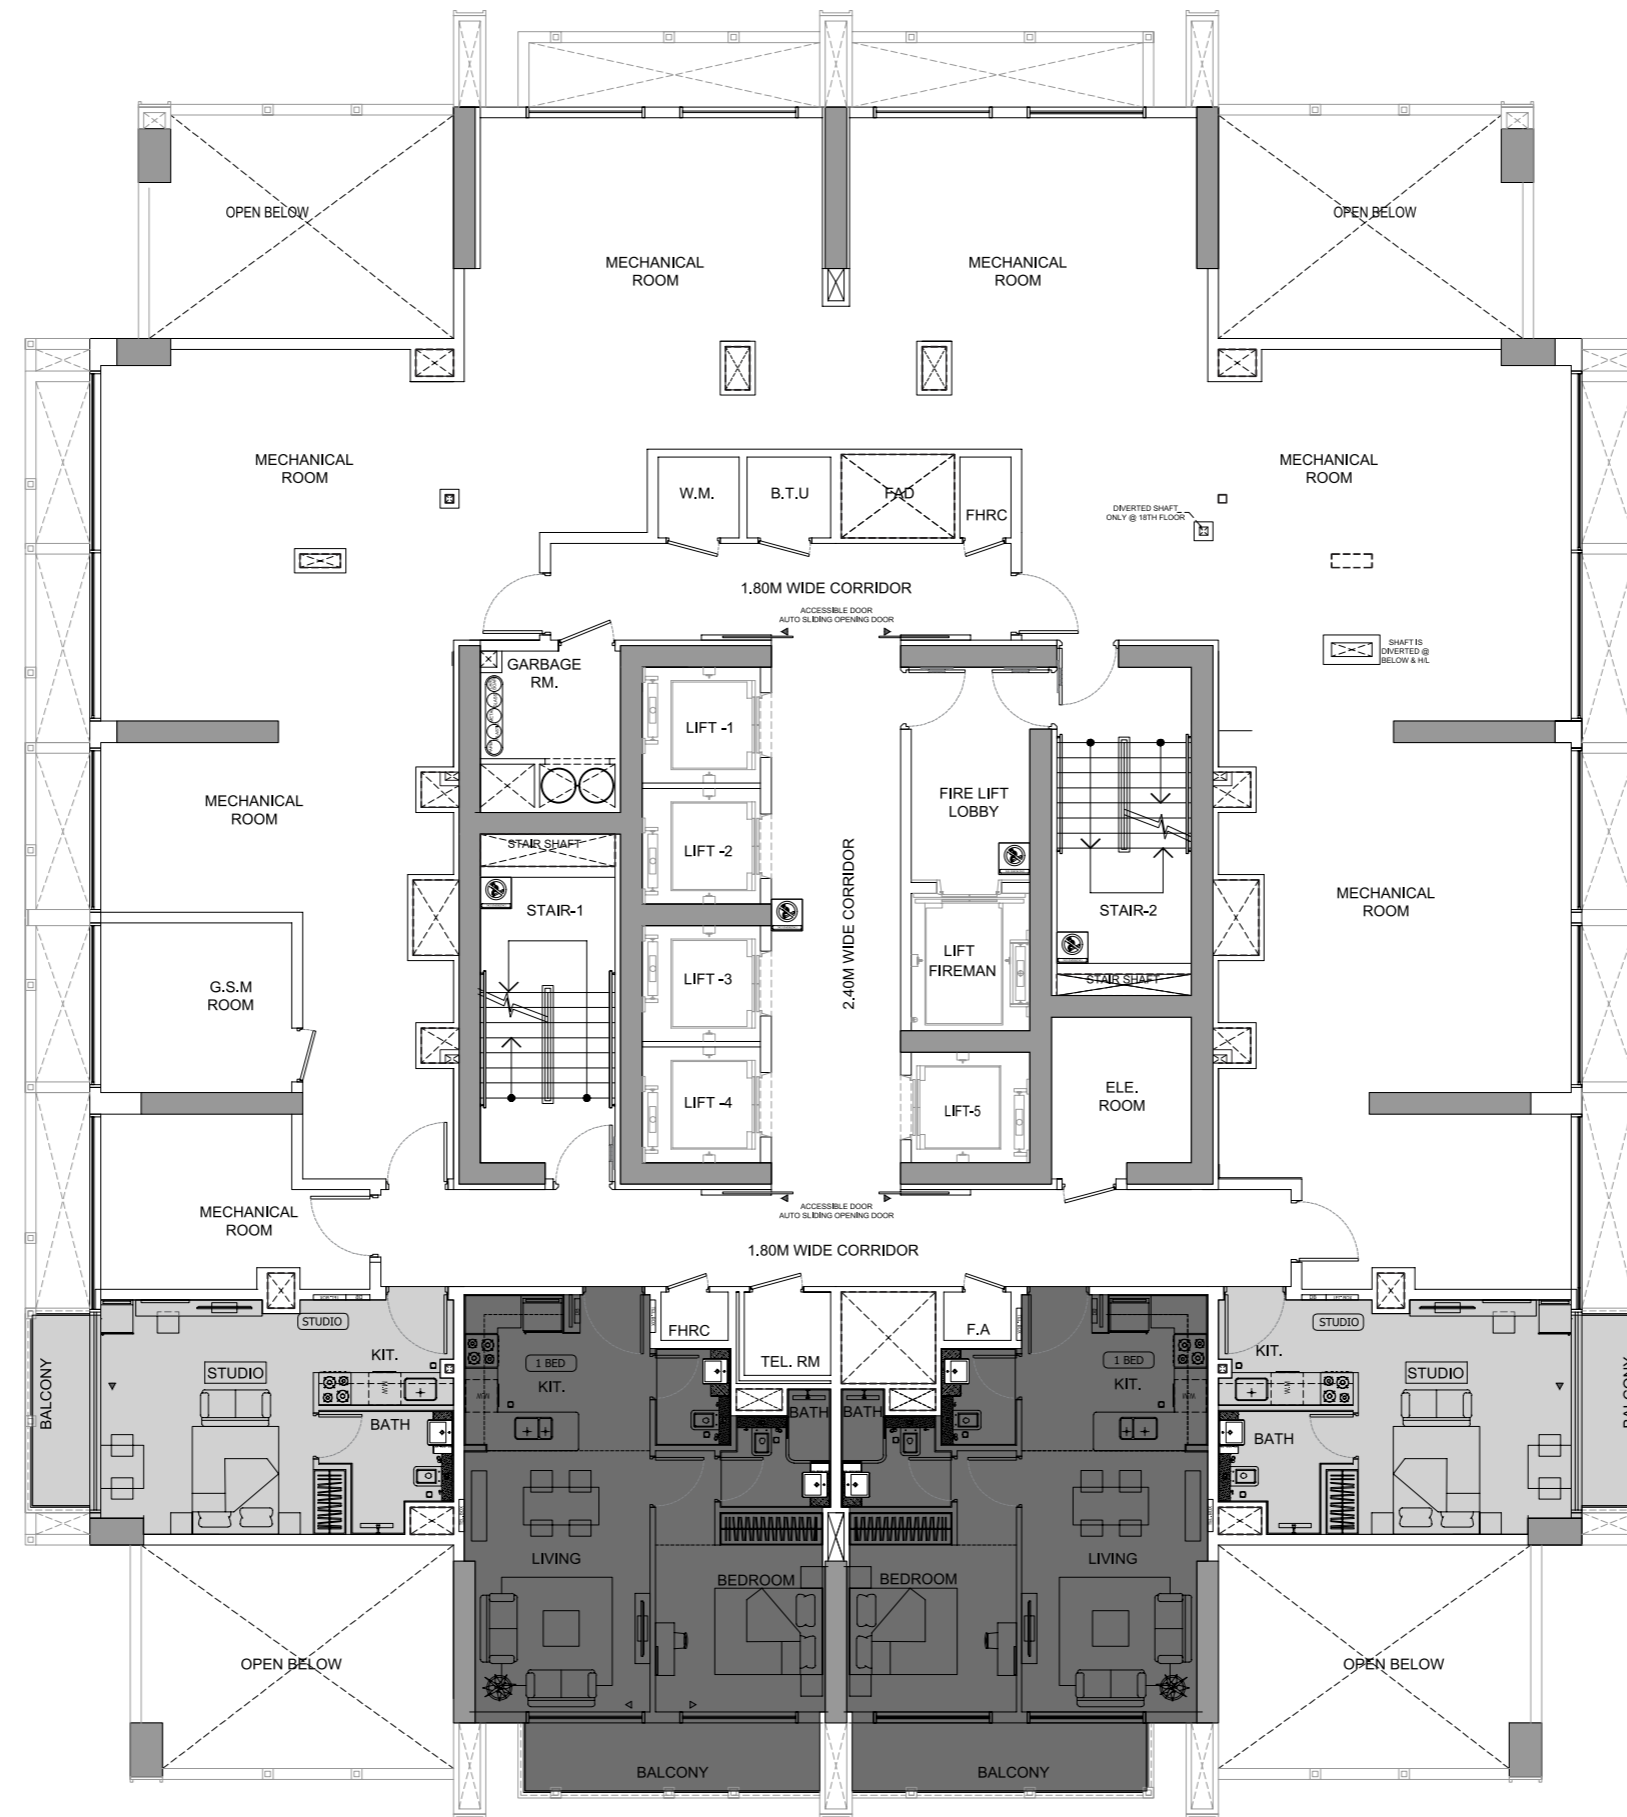 OPEN BELOW
OPEN BELOW
MECHANICAL
ROOM
MECHANICAL
ROOM
MECHANICAL
ROOM
MECHANICAL
ROOM
W.M.
B.T.U
FAD
FHRC
DIVERTED SHAFT
ONLY @ 18TH FLOOR
1.80M WIDE CORRIDOR
ACCESSIBLE DOOR
AUTO SLIDING OPENING DOOR
GARBAGE
RM.
SHAFT IS
DIVERTED @
BELOW & H/L
LIFT -1
MECHANICAL
ROOM
FIRE LIFT
LOBBY
STAIR SHAFT
LIFT -2
2.40M WIDE CORRIDOR
STAIR-1
STAIR-2
MECHANICAL
ROOM
LIFT
FIREMAN
LIFT -3
STAIR SHAFT
G.S.M
ROOM
LIFT -4
LIFT-5
ELE.
ROOM
MECHANICAL
ROOM
ACCESSIBLE DOOR
AUTO SLIDING OPENING DOOR
1.80M WIDE CORRIDOR
STUDIO
FHRC
TEL. RM
F.A
STUDIO
KIT.
1 BED
KIT.
1 BED
KIT.
KIT.
STUDIO
STUDIO
BALCONY
BATH
BATH
BATH
BATH
BALCONY
LIVING
BEDROOM
BEDROOM
LIVING
OPEN BELOW
OPEN BELOW
BALCONY
BALCONY